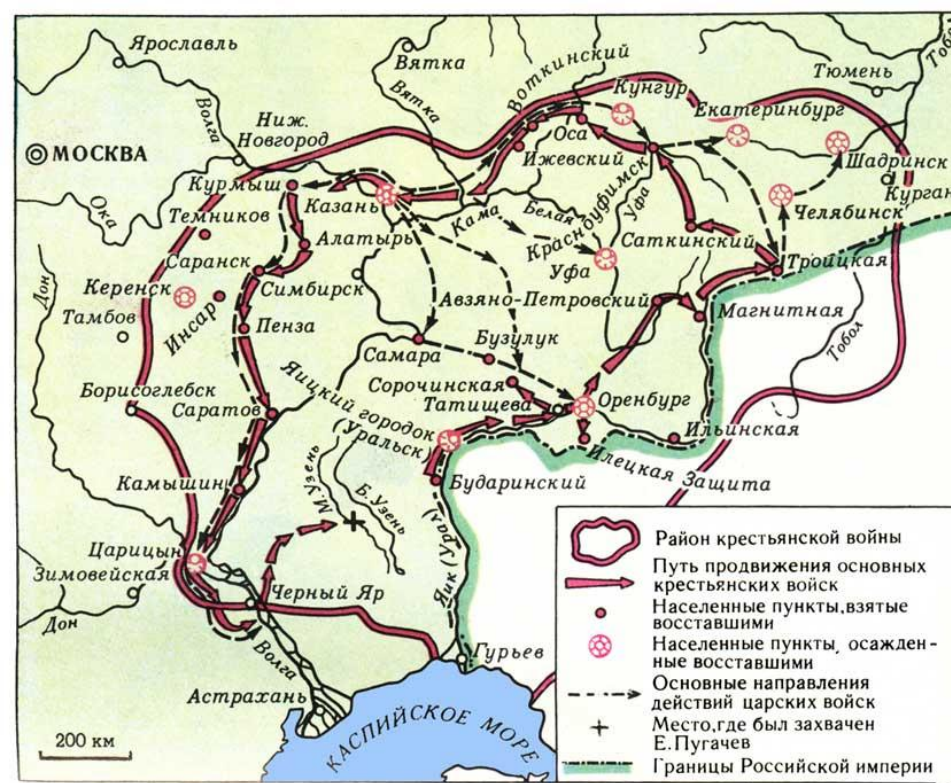 Ярославль
Вятка
Воткинский
Тобол
Тюмень
Волга
Вятка
Кунгур
Екатеринбург
Ниж.
Новгород
Оса
МОСКВА
Ижевский
Шадринск
Курмыш
Казань
Курган
Ока
Темников
Кама
Белая
Красноуфимск
Уфа
Челябинск
Алатырь
Саткинский
Саранск
Уфа
Тройцкая
Дон
Керенск
Симбирск
Авзяно-Петровский
Тамбов
Инсар
Пенза
Магнитная
Самара
Бузулук
Тобол
Борисоглебск
Яицкий городок
(Уральск)
Сорочинская
Татищева
Оренбург
Саратов
Ильинская
Илецкая Защита
Камышин
М.Узень
Б.Узень
Бударинский
Царицын
Зимовейская
Яик (Урал)
Черный Яр
Дон
Волга
Гурьев
Астрахань
КАСПИЙСКОЕ МОРЕ
200 км
Район крестьянской войны
Путь продвижения основных
крестьянских войск
Населенные пункты, взятые
восставшими
Населенные пункты, осажден-
ные восставшими
Основные направления
действий царских войск
Место, где был захвачен
Е.Пугачев
Границы Российской империи